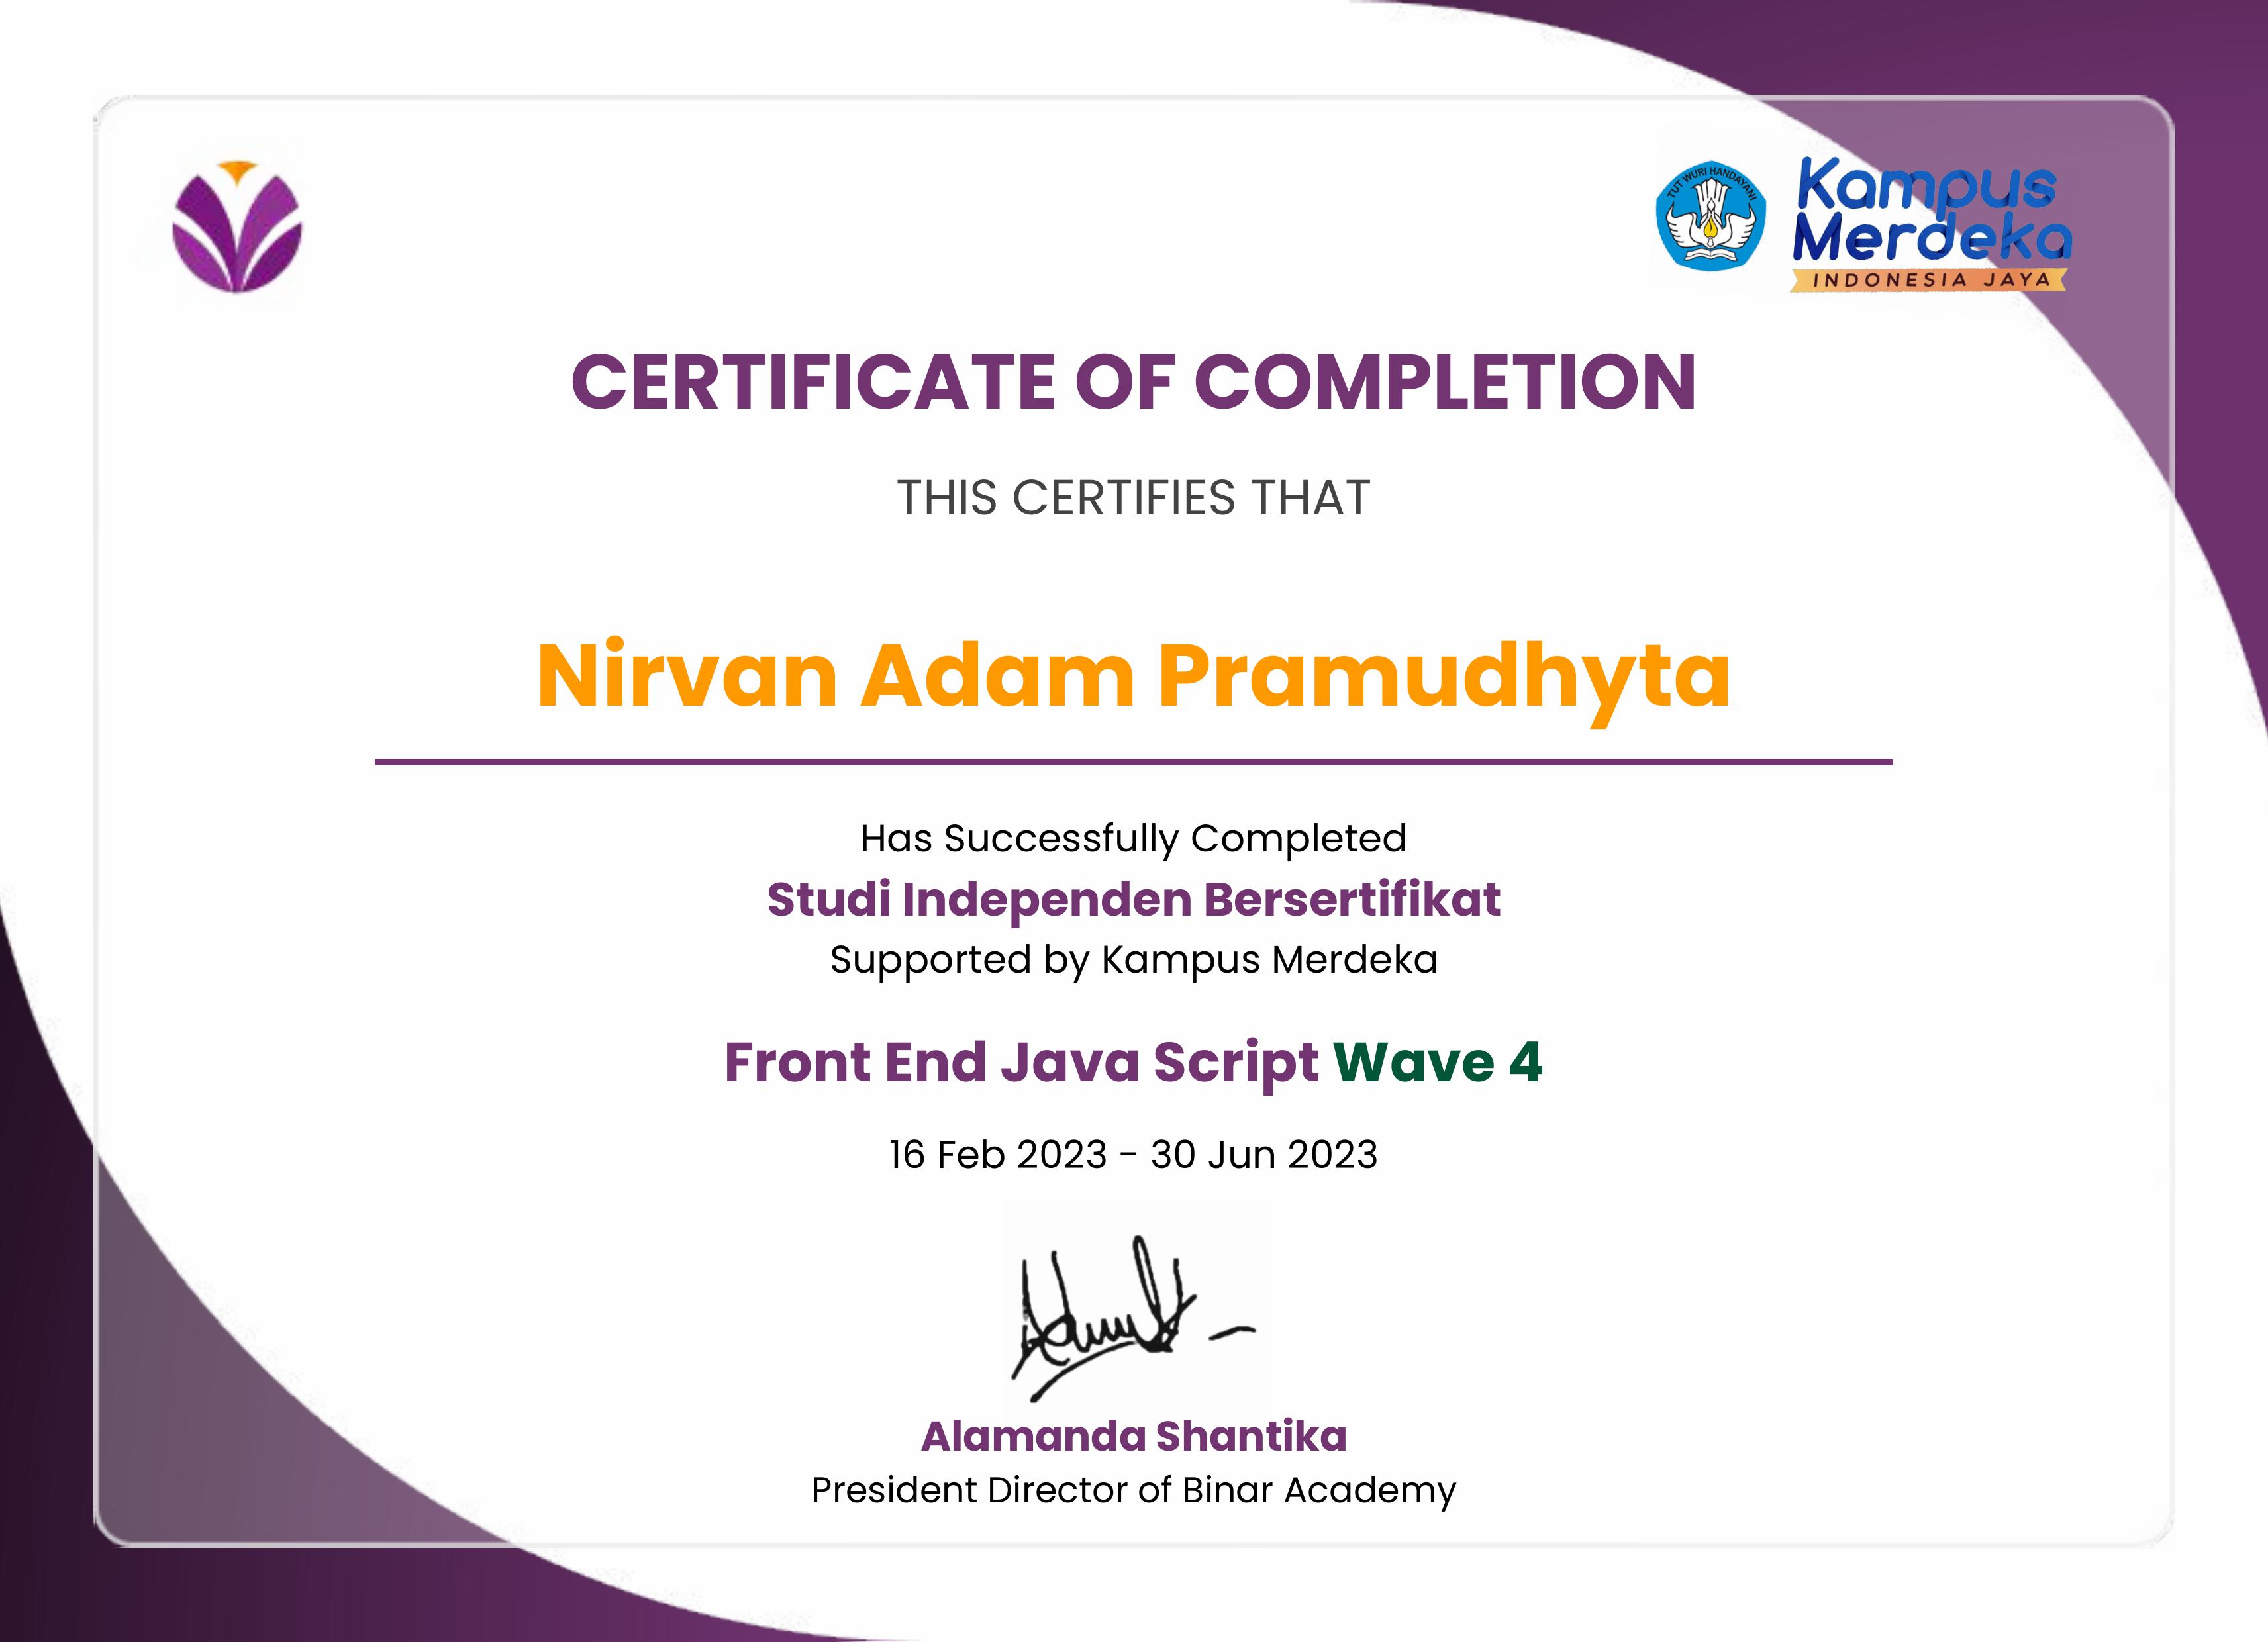 TUT WURI HANDAYANI
Kampus
Merdeka
INDONESIA JAYA
CERTIFICATE OF COMPLETION
THIS CERTIFIES THAT
Nirvan Adam Pramudhyta
Has Successfully Completed
Studi Independen Bersertifikat
Supported by Kampus Merdeka
Front End Java Script Wave 4
16 Feb 2023 - 30 Jun 2023
Alamanda Shantika
President Director of Binar Academy